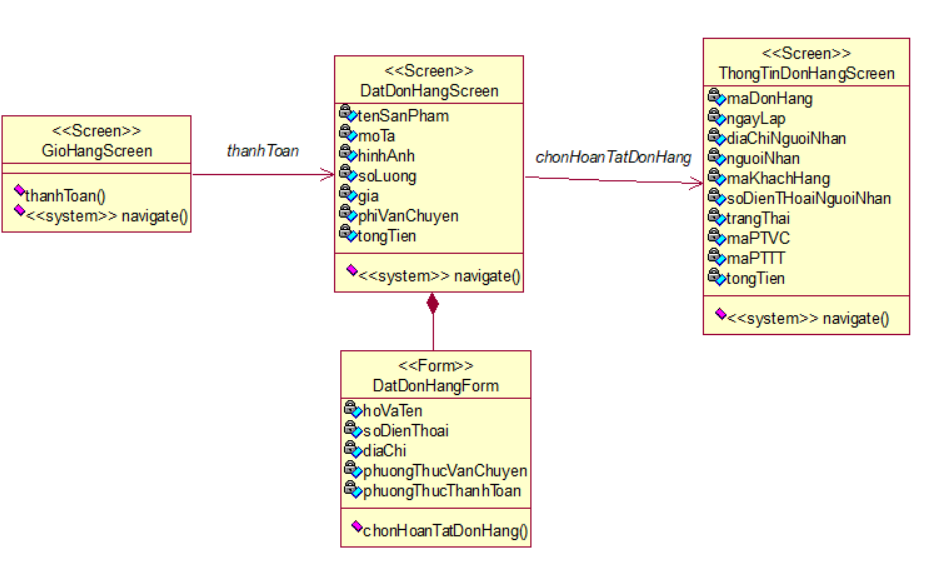 <<Screen>>
GioHangScreen
thanhToan()
<<system>> navigate()
thanhToan
<<Screen>>
DatDonHangScreen
tenSanPham
moTa
hinhAnh
soLuong
gia
phiVanChuyen
tongTien
<<system>> navigate()
chonHoanTatDonHang
<<Screen>>
ThongTinDonHangScreen
maDonHang
ngayLap
diaChiNguoiNhan
nguoiNhan
maKhachHang
soDienTHoaiNguoiNhan
trangThai
maPTVC
maPTTT
tongTien
<<system>> navigate()
<<Form>>
DatDonHangForm
hoVaTen
soDienThoai
diaChi
phuongThucVanChuyen
phuongThucThanhToan
chonHoanTatDonHang()